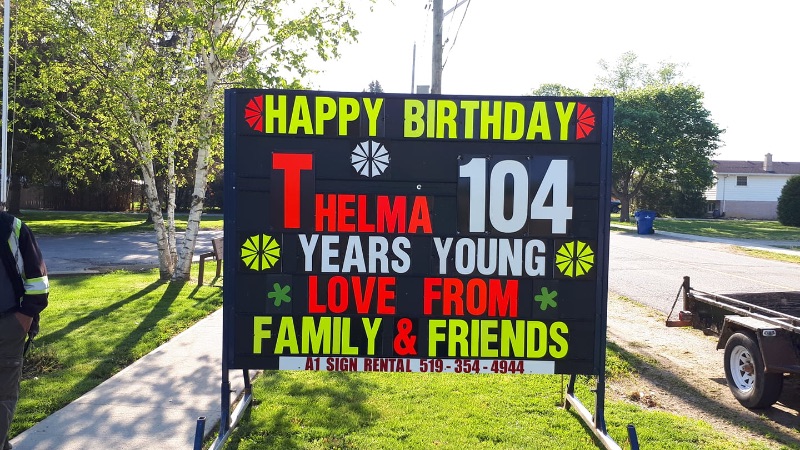 HAPPY BIRTHDAY
THELMA 104
YEARS YOUNG
LOVE FROM
FAMILY & FRIENDS
A1 SIGN RENTAL 519-354-4944